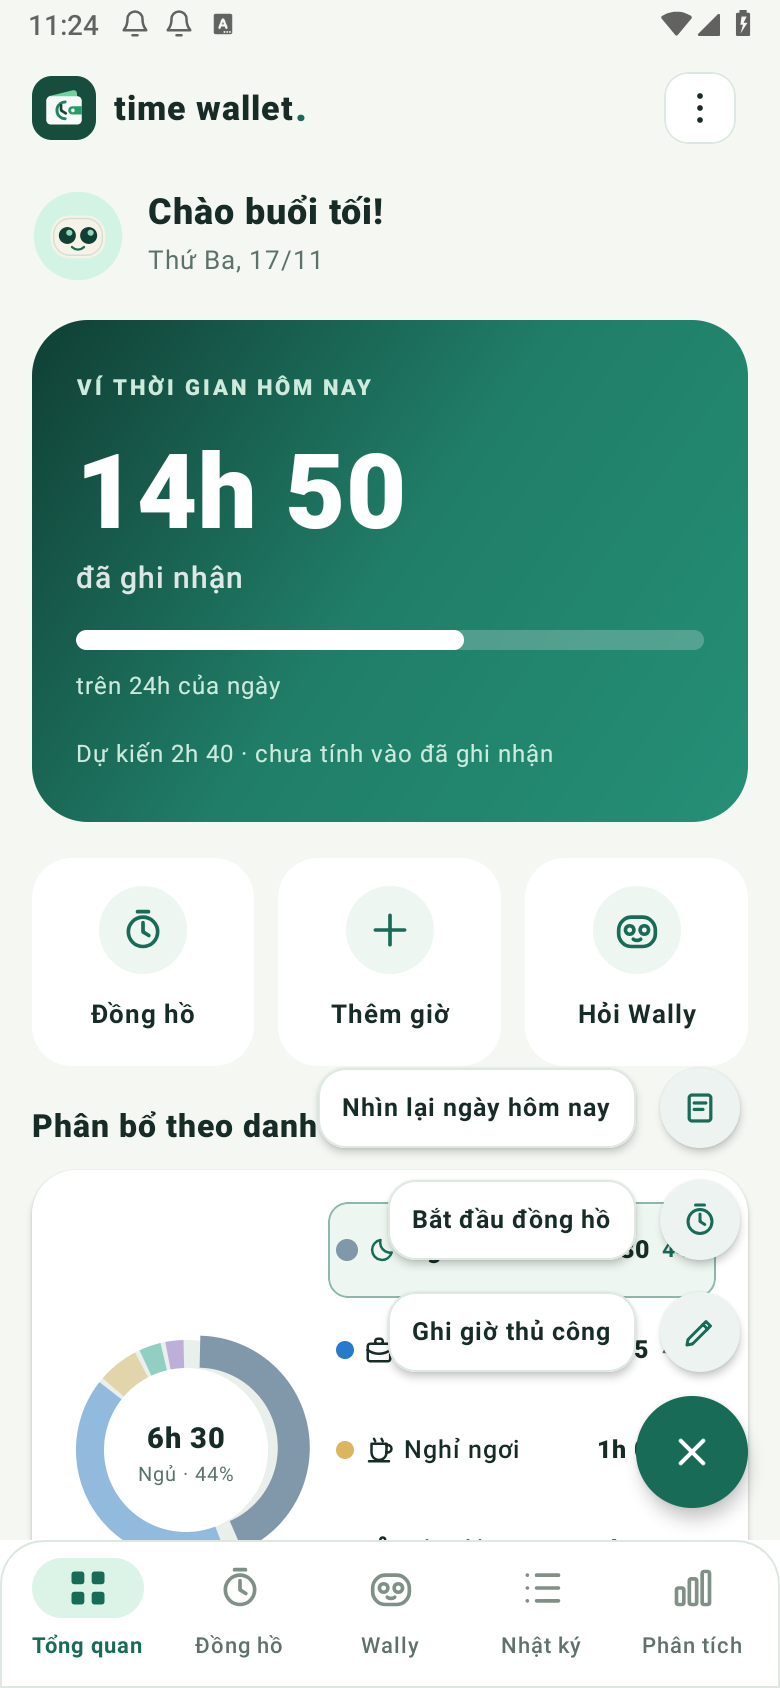 11:24
time wallet.
Chào buổi tối!
Thứ Ba, 17/11
VÍ THỜI GIAN HÔM NAY
14h 50
đã ghi nhận
trên 24h của ngày
Dự kiến 2h 40 · chưa tính vào đã ghi nhận
Đồng hồ
Thêm giờ
Hỏi Wally
Phân bổ theo danh
Nhìn lại ngày hôm nay
Bắt đầu đồng hồ
Ghi giờ thủ công
6h 30
Ngủ · 44%
Nghỉ ngơi
1h
Tổng quan
Đồng hồ
Wally
Nhật ký
Phân tích